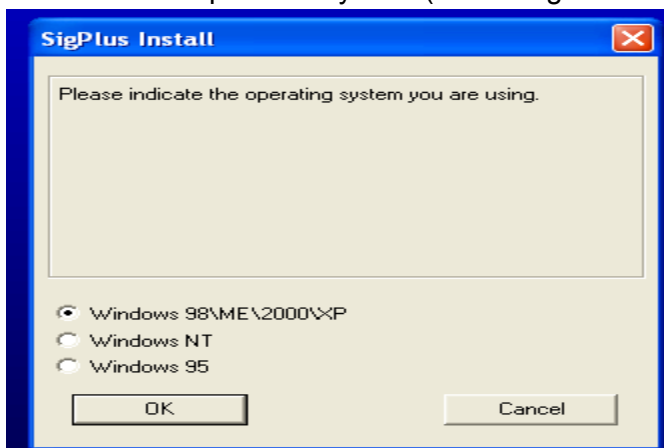 SigPlus Install
Please indicate the operating system you are using.
Windows 98\ME\2000\XP
Windows NT
Windows 95
OK
Cancel